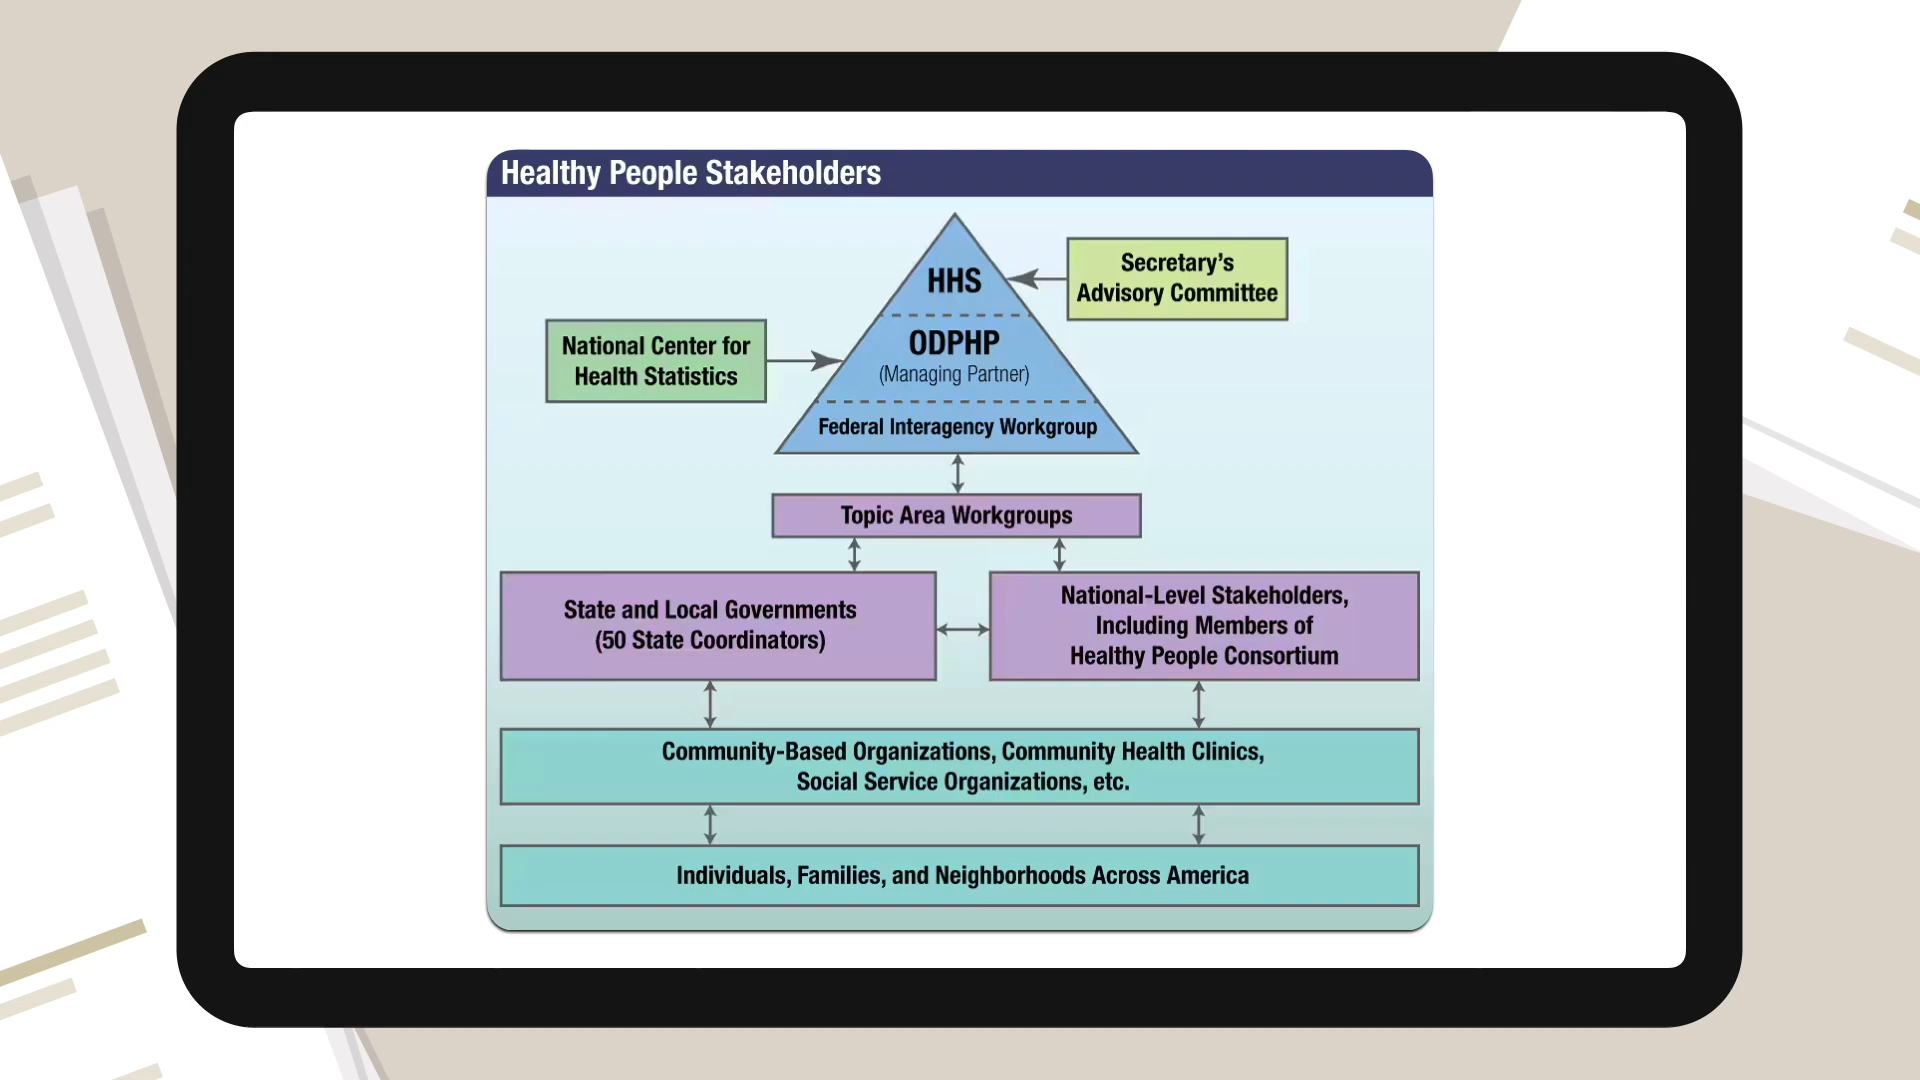 Healthy People Stakeholders
HHS
Secretary's
Advisory Committee
National Center for
Health Statistics
ODPHP
(Managing Partner)
Federal Interagency Workgroup
Topic Area Workgroups
State and Local Governments
(50 State Coordinators)
National-Level Stakeholders,
Including Members of
Healthy People Consortium
Community-Based Organizations, Community Health Clinics,
Social Service Organizations, etc.
Individuals, Families, and Neighborhoods Across America